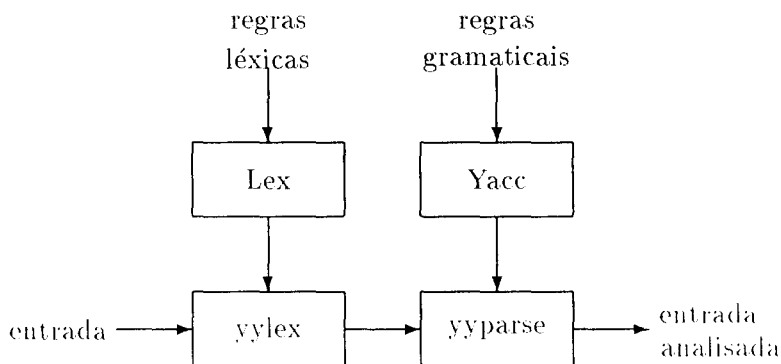 regras
léxicas
regras
gramaticais
Lex
Yacc
entrada
yylex
yyparse
entrada
analisada